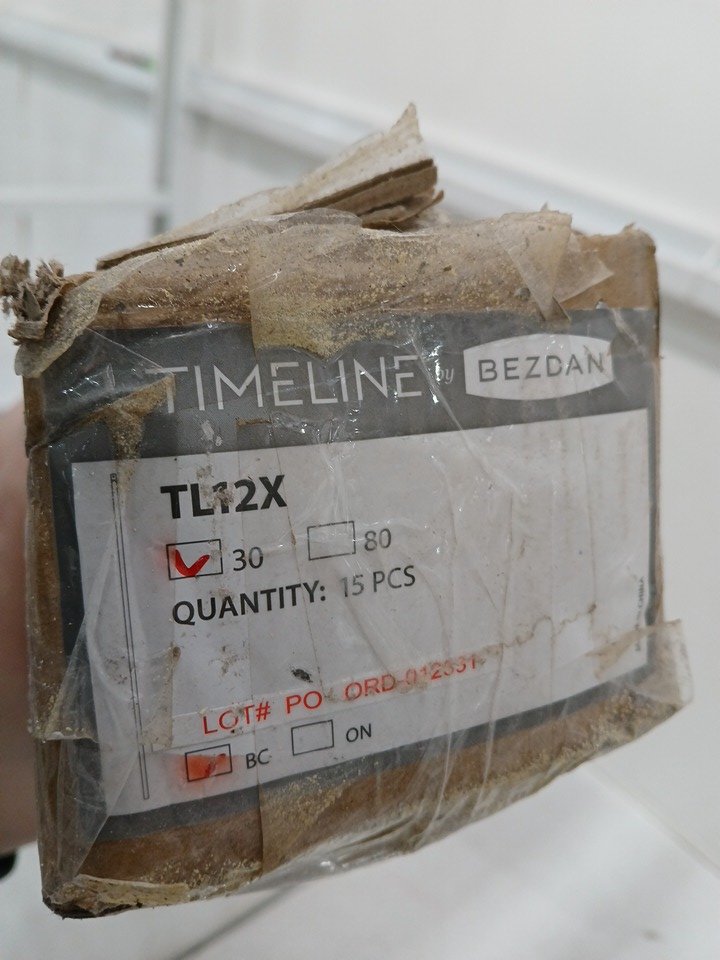 TIMELINE by BEZDAN
TL12X
30 80
QUANTITY: 15 PCS
LOT# PO- ORD-012331
BC ON